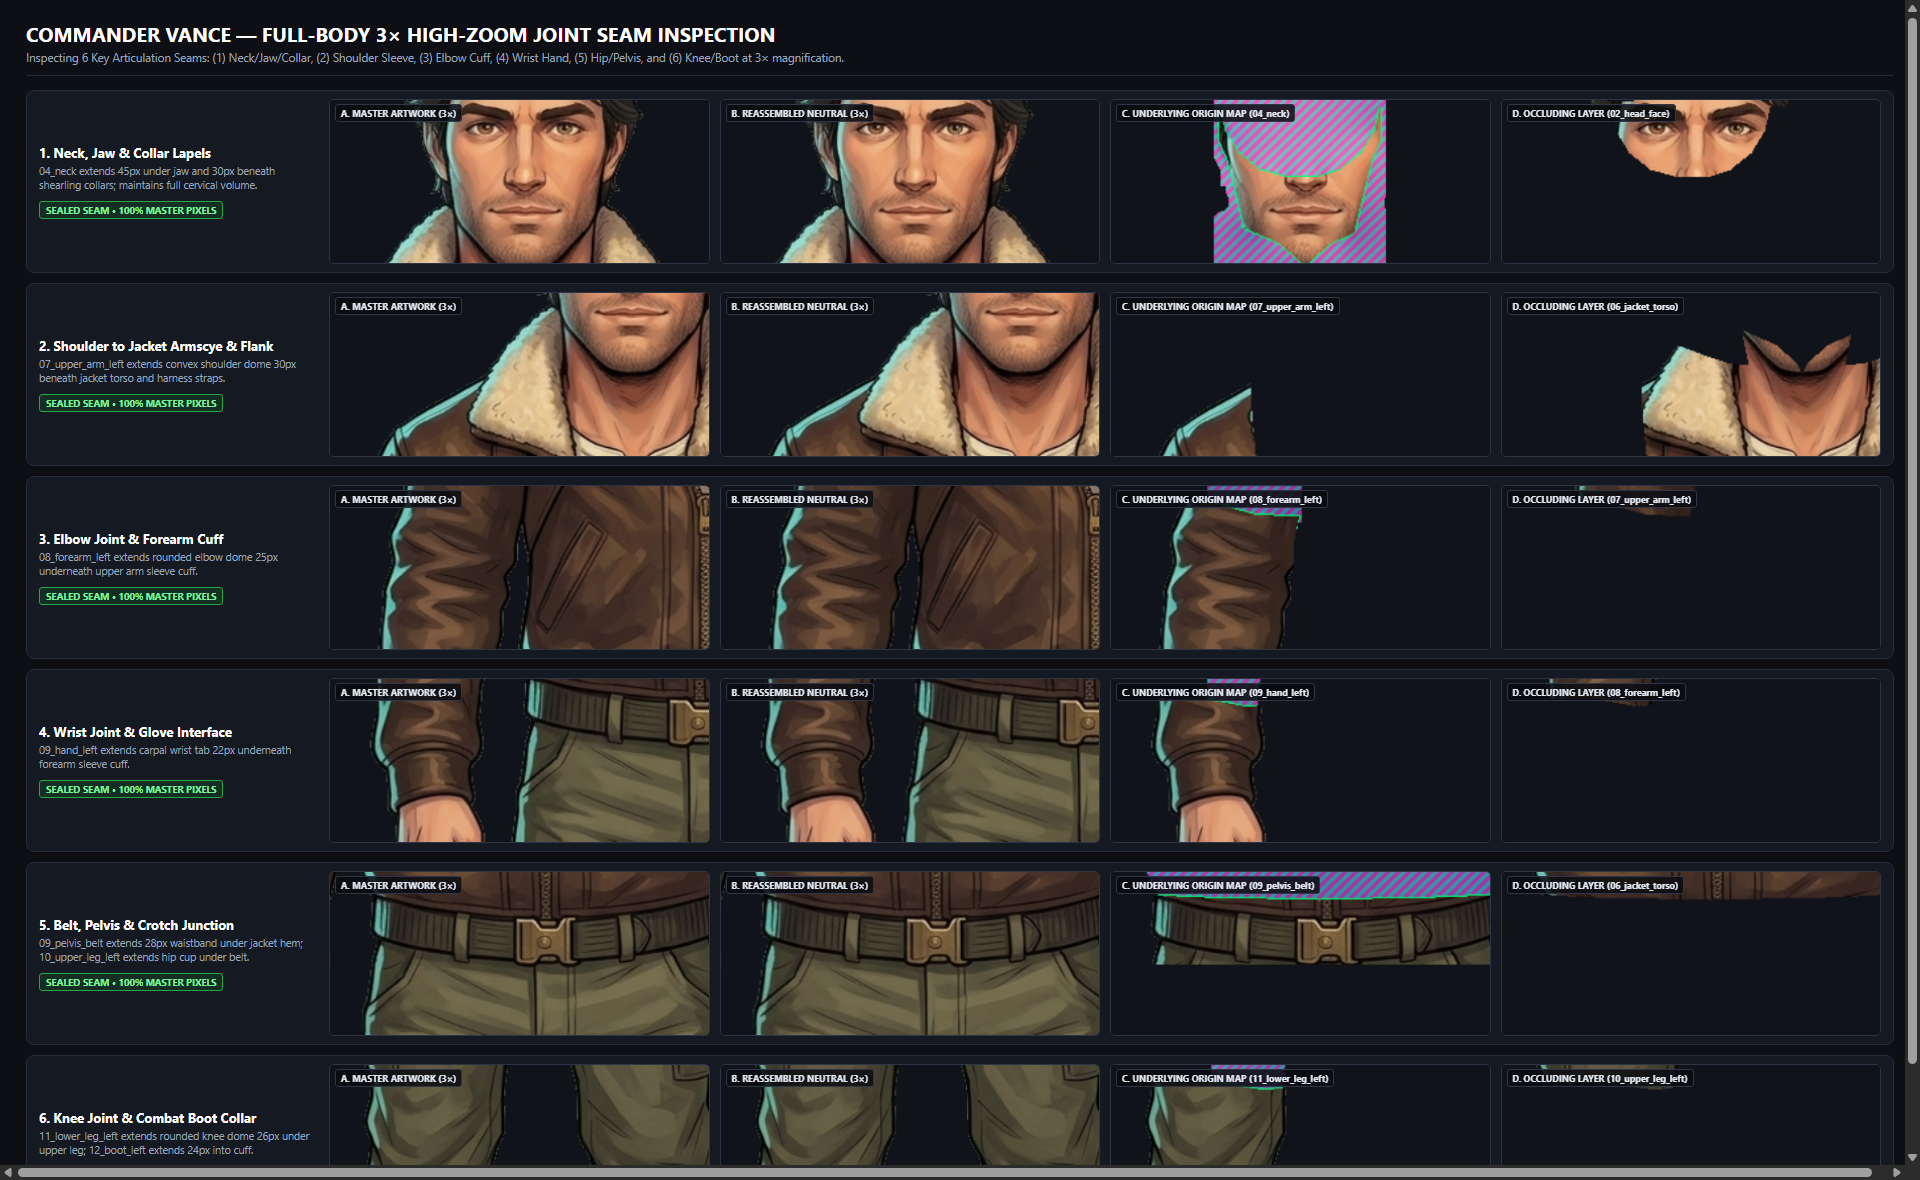 COMMANDER VANCE — FULL-BODY 3× HIGH-ZOOM JOINT SEAM INSPECTION
Inspecting 6 Key Articulation Seams: (1) Neck/Jaw/Collar, (2) Shoulder Sleeve, (3) Elbow Cuff, (4) Wrist Hand, (5) Hip/Pelvis, and (6) Knee/Boot at 3× magnification.
1. Neck, Jaw & Collar Lapels
04_neck extends 45px under jaw and 30px beneath
shearling collars; maintains full cervical volume.
SEALED SEAM • 100% MASTER PIXELS
A. MASTER ARTWORK (3×)
B. REASSEMBLED NEUTRAL (3×)
C. UNDERLYING ORIGIN MAP (04_neck)
D. OCCLUDING LAYER (02_head_face)
2. Shoulder to Jacket Armscye & Flank
07_upper_arm_left extends convex shoulder dome 30px
beneath jacket torso and harness straps.
SEALED SEAM • 100% MASTER PIXELS
A. MASTER ARTWORK (3×)
B. REASSEMBLED NEUTRAL (3×)
C. UNDERLYING ORIGIN MAP (07_upper_arm_left)
D. OCCLUDING LAYER (06_jacket_torso)
3. Elbow Joint & Forearm Cuff
08_forearm_left extends rounded elbow dome 25px
underneath upper arm sleeve cuff.
SEALED SEAM • 100% MASTER PIXELS
A. MASTER ARTWORK (3×)
B. REASSEMBLED NEUTRAL (3×)
C. UNDERLYING ORIGIN MAP (08_forearm_left)
D. OCCLUDING LAYER (07_upper_arm_left)
4. Wrist Joint & Glove Interface
09_hand_left extends carpal wrist tab 22px underneath
forearm sleeve cuff.
SEALED SEAM • 100% MASTER PIXELS
A. MASTER ARTWORK (3×)
B. REASSEMBLED NEUTRAL (3×)
C. UNDERLYING ORIGIN MAP (09_hand_left)
D. OCCLUDING LAYER (08_forearm_left)
5. Belt, Pelvis & Crotch Junction
09_pelvis_belt extends 28px waistband under jacket hem;
10_upper_leg_left extends hip cup under belt.
SEALED SEAM • 100% MASTER PIXELS
A. MASTER ARTWORK (3×)
B. REASSEMBLED NEUTRAL (3×)
C. UNDERLYING ORIGIN MAP (09_pelvis_belt)
D. OCCLUDING LAYER (06_jacket_torso)
6. Knee Joint & Combat Boot Collar
11_lower_leg_left extends rounded knee dome 26px under
upper leg; 12_boot_left extends 24px into cuff.
A. MASTER ARTWORK (3×)
B. REASSEMBLED NEUTRAL (3×)
C. UNDERLYING ORIGIN MAP (11_lower_leg_left)
D. OCCLUDING LAYER (10_upper_leg_left)